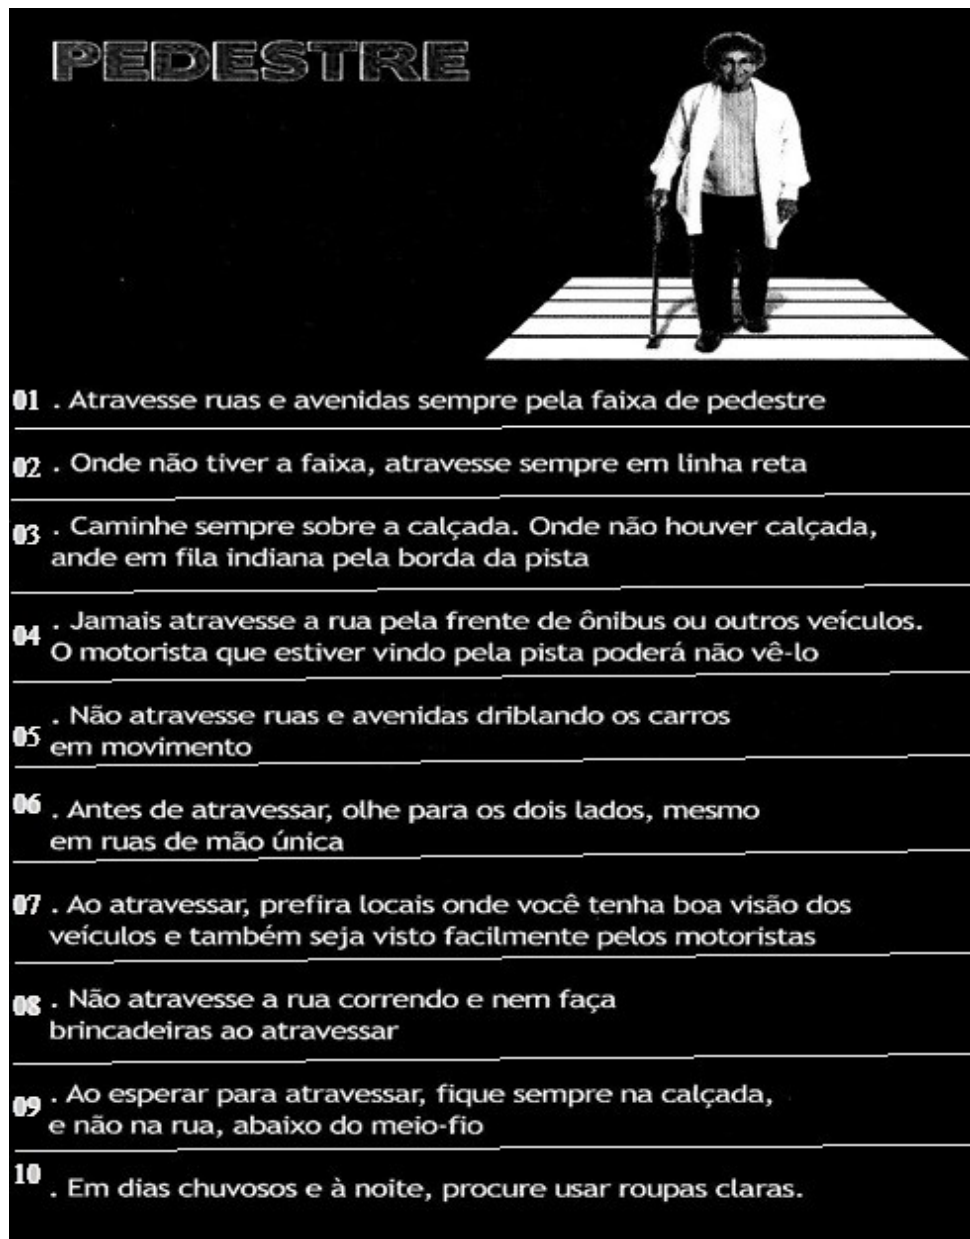 PEDESTRE
01 . Atravesse ruas e avenidas sempre pela faixa de pedestre
02 . Onde não tiver a faixa, atravesse sempre em linha reta
03 . Caminhe sempre sobre a calçada. Onde não houver calçada,
ande em fila indiana pela borda da pista
04 . Jamais atravesse a rua pela frente de ônibus ou outros veículos.
O motorista que estiver vindo pela pista poderá não vê-lo
05 . Não atravesse ruas e avenidas driblando os carros
em movimento
06 . Antes de atravessar, olhe para os dois lados, mesmo
em ruas de mão única
07 . Ao atravessar, prefira locais onde você tenha boa visão dos
veículos e também seja visto facilmente pelos motoristas
08 . Não atravesse a rua correndo e nem faça
brincadeiras ao atravessar
09 . Ao esperar para atravessar, fique sempre na calçada,
e não na rua, abaixo do meio-fio
10 . Em dias chuvosos e à noite, procure usar roupas claras.